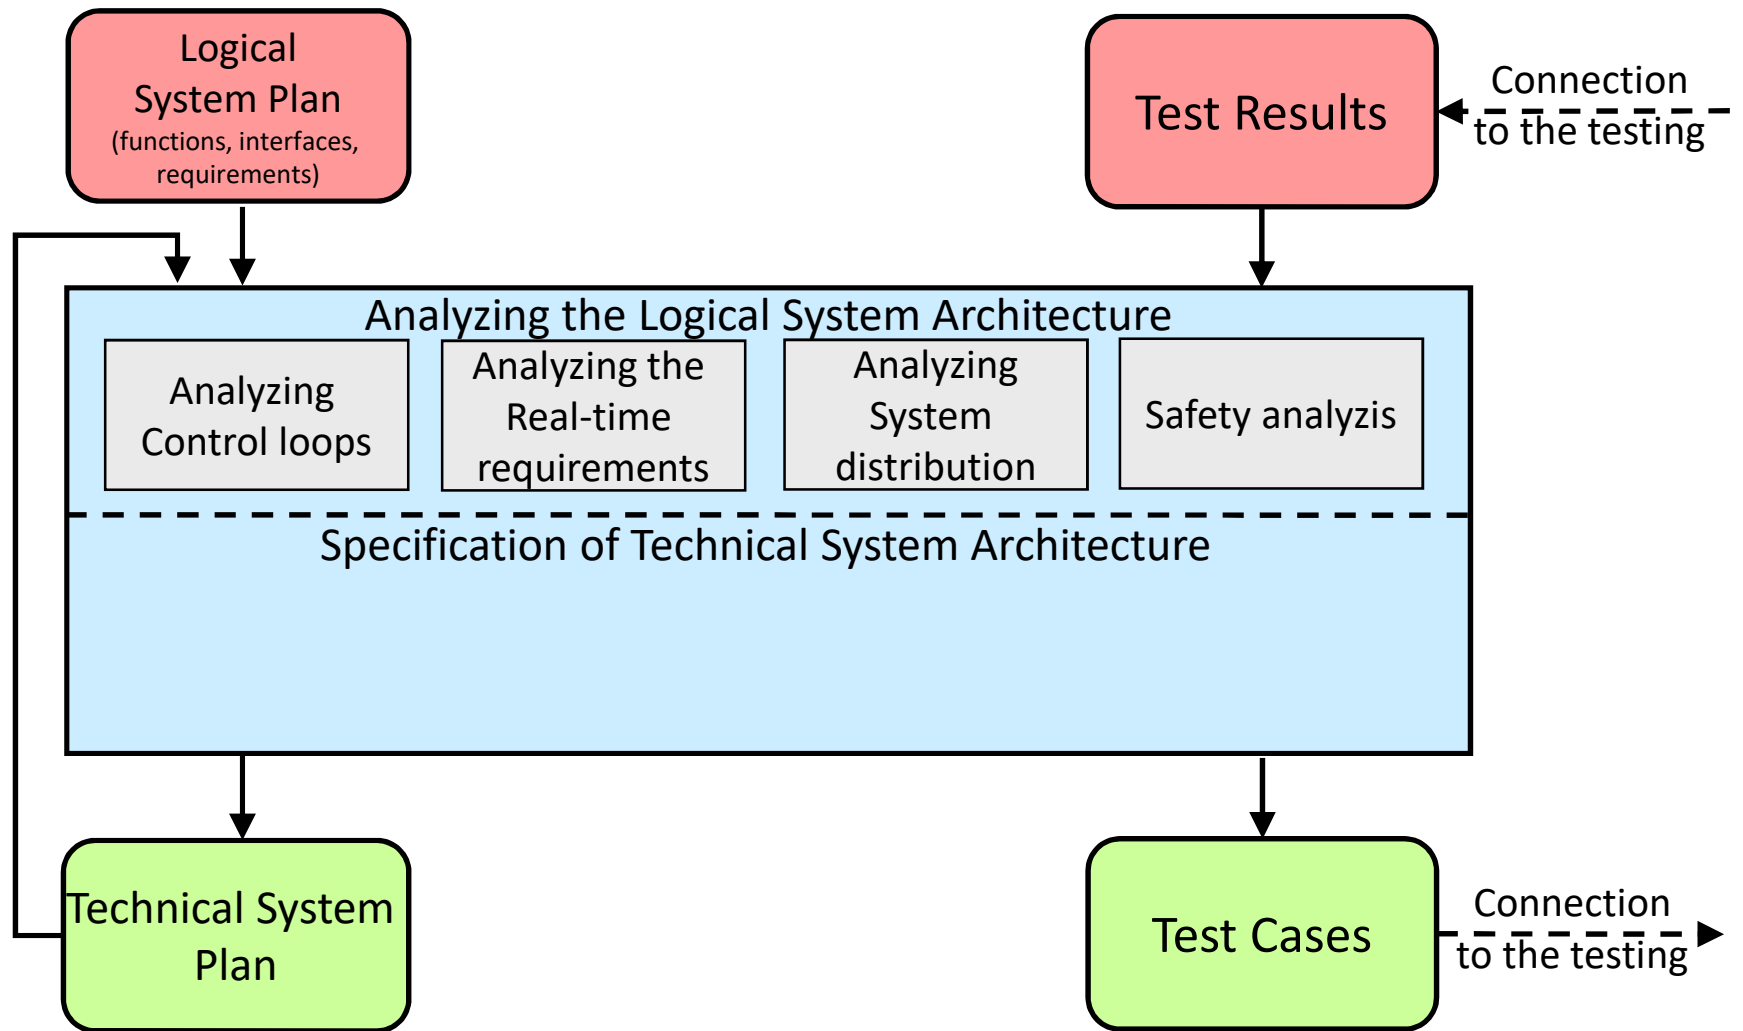 Logical
System Plan
(functions, interfaces,
requirements)
Test Results
Connection
to the testing
Analyzing the Logical System Architecture
Analyzing
Control loops
Analyzing the
Real-time
requirements
Analyzing
System
distribution
Safety analyzis
Specification of Technical System Architecture
Technical System
Plan
Test Cases
Connection
to the testing